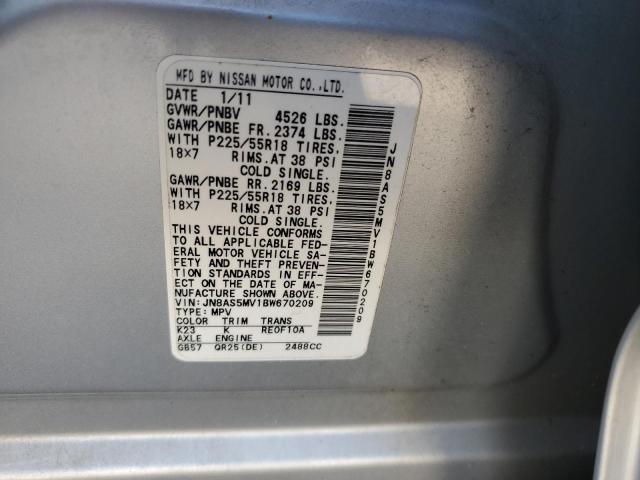 MFD BY NISSAN MOTOR CO.,LTD.
DATE 1/11
GVWR/PNBV 4526 LBS.
GAWR/PNBE FR. 2374 LBS.
WITH P225/55R18 TIRES,
18×7 RIMS,AT 38 PSI
COLD SINGLE.
GAWR/PNBE RR. 2169 LBS.
WITH P225/55R18 TIRES,
18×7 RIMS,AT 38 PSI
COLD SINGLE.
THIS VEHICLE CONFORMS
TO ALL APPLICABLE FED-
ERAL MOTOR VEHICLE SA-
FETY AND THEFT PREVEN-
TION STANDARDS IN EFF-
ECT ON THE DATE OF MA-
NUFACTURE SHOWN ABOVE.
VIN: JN8AS5MV1BW670209
TYPE: MPV
COLOR TRIM TRANS
K23 K RE0F10A
AXLE ENGINE
GB57 QR25(DE) 2488CC
JN8AS5MV1BW670209